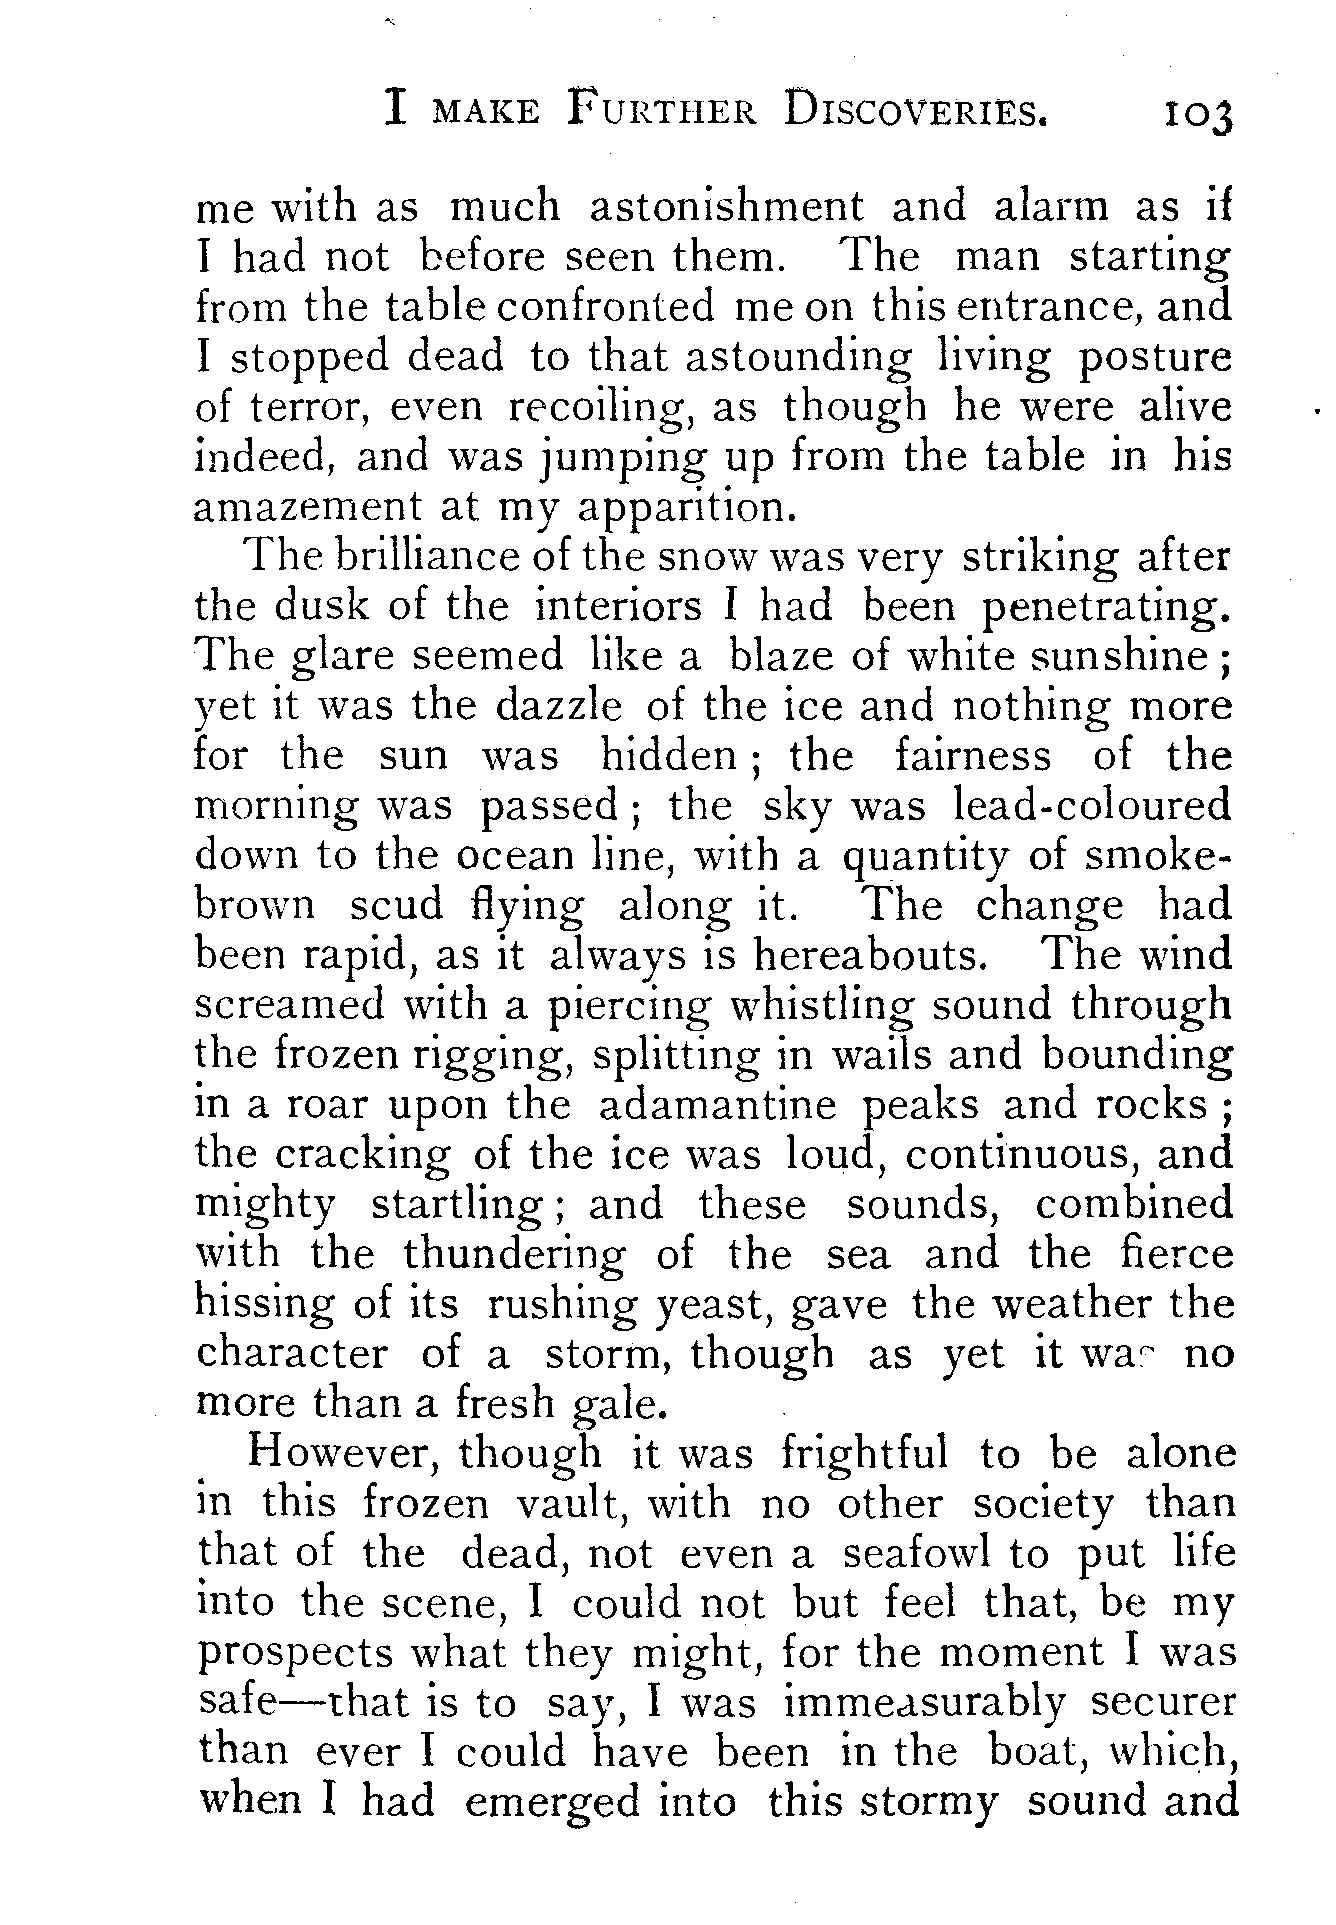 I MAKE FURTHER DISCOVERIES. 103
me with as much astonishment and alarm as if
I had not before seen them. The man starting
from the table confronted me on this entrance, and
I stopped dead to that astounding living posture
of terror, even recoiling, as though he were alive
indeed, and was jumping up from the table in his
amazement at my apparition.
The brilliance of the snow was very striking after
the dusk of the interiors I had been penetrating.
The glare seemed like a blaze of white sunshine ;
yet it was the dazzle of the ice and nothing more
for the sun was hidden ; the fairness of the
morning was passed ; the sky was lead-coloured
down to the ocean line, with a quantity of smoke-
brown scud flying along it. The change had
been rapid, as it always is hereabouts. The wind
screamed with a piercing whistling sound through
the frozen rigging, splitting in wails and bounding
in a roar upon the adamantine peaks and rocks ;
the cracking of the ice was loud, continuous, and
mighty startling ; and these sounds, combined
with the thundering of the sea and the fierce
hissing of its rushing yeast, gave the weather the
character of a storm, though as yet it was no
more than a fresh gale.
However, though it was frightful to be alone
in this frozen vault, with no other society than
that of the dead, not even a seafowl to put life
into the scene, I could not but feel that, be my
prospects what they might, for the moment I was
safe—that is to say, I was immeasurably securer
than ever I could have been in the boat, which,
when I had emerged into this stormy sound and